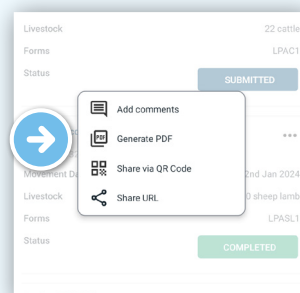 Livestock 22 cattle
Forms LPAC1
Status
SUBMITTED
Add comments
PDF Generate PDF
Movement Da 2nd Jan 2024
Share via QR Code
Livestock 0 sheep lamb
Share URL
Forms LPASL1
Status
COMPLETED